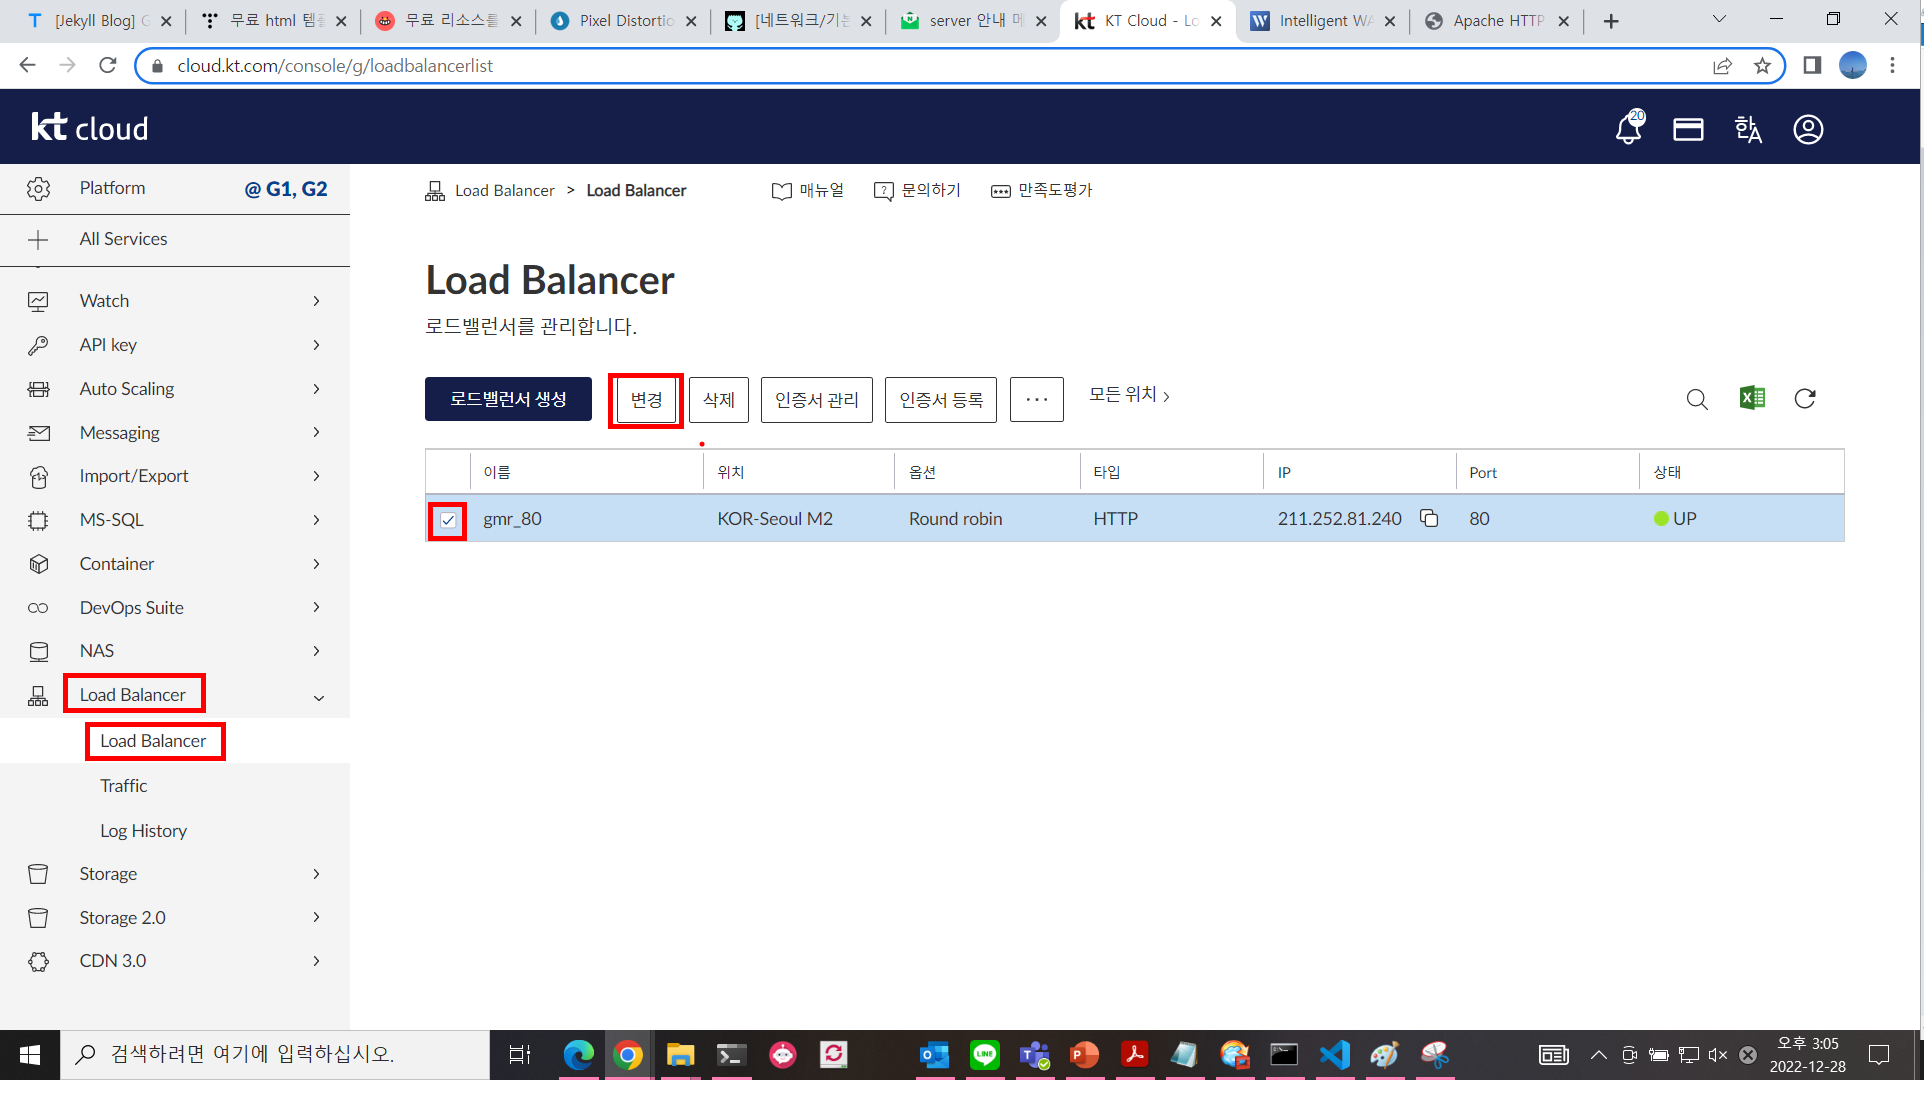 [Jekyll Blog] G
무료 html 템플
무료 리소스를
Pixel Distortio
[네트워크/기본
server 안내 메
KT Cloud - Lo
Intelligent WA
Apache HTTP
cloud.kt.com/console/g/loadbalancerlist
kt cloud
20
한A
Platform
@ G1, G2
All Services
Watch
API key
Auto Scaling
Messaging
Import/Export
MS-SQL
Container
DevOps Suite
NAS
Load Balancer
Load Balancer
Traffic
Log History
Storage
Storage 2.0
CDN 3.0
Load Balancer > Load Balancer
매뉴얼
문의하기
만족도평가
Load Balancer
로드밸런서를 관리합니다.
로드밸런서 생성
변경
삭제
인증서 관리
인증서 등록
···
모든 위치 >
이름 위치 옵션 타입 IP Port 상태
gmr_80 KOR-Seoul M2 Round robin HTTP 211.252.81.240 80 UP
검색하려면 여기에 입력하십시오.
오후 3:05
2022-12-28